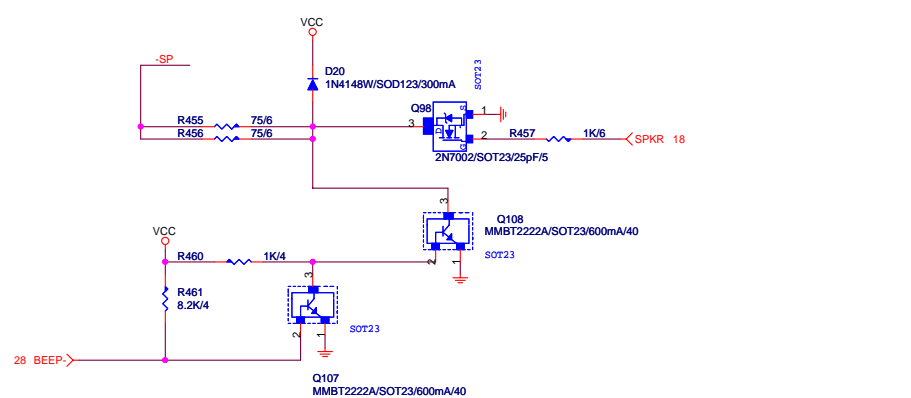 VCC
-SP
D20
1N4148W/SOD123/300mA
SOT23
Q98
R455 75/6
R456 75/6
3
D
S
G
1
2
R457 1K/6
SPKR 18
2N7002/SOT23/25pF/5
3
Q108
MMBT2222A/SOT23/600mA/40
SOT23
2
1
VCC
R460 1K/4
R461
8.2K/4
3
SOT23
2
1
28 BEEP-
Q107
MMBT2222A/SOT23/600mA/40